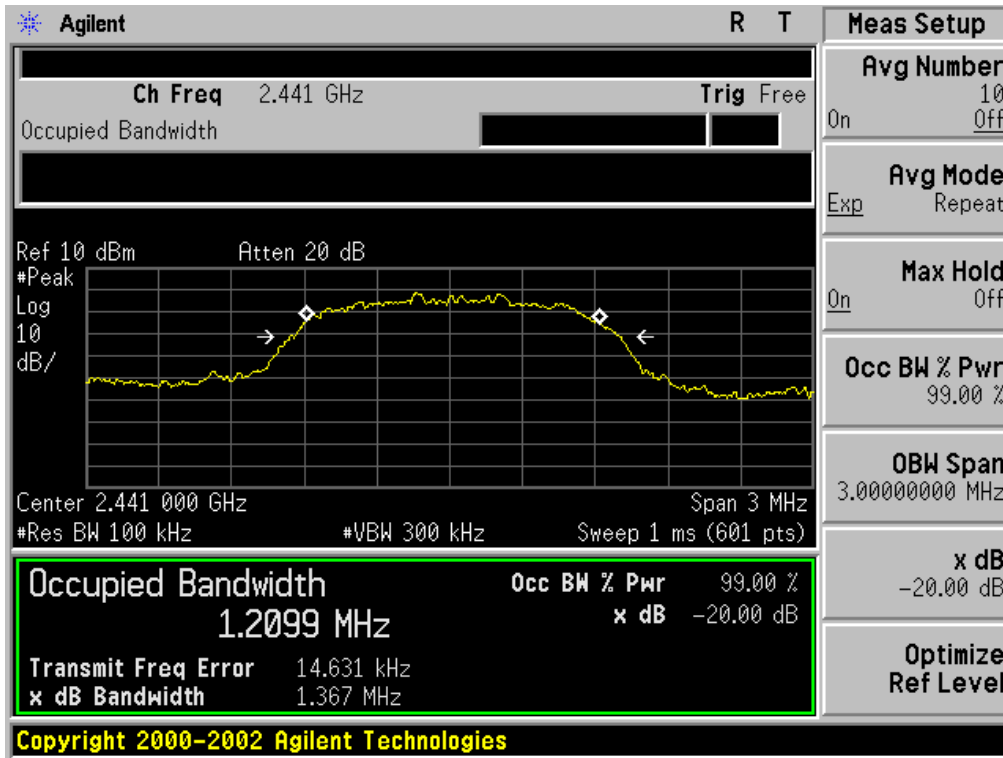 Agilent R T
Ch Freq 2.441 GHz Trig Free
Occupied Bandwidth
Ref 10 dBm Atten 20 dB
#Peak
Log
10
dB/
Center 2.441 000 GHz Span 3 MHz
#Res BW 100 kHz #VBW 300 kHz Sweep 1 ms (601 pts)
Occupied Bandwidth Occ BW % Pwr 99.00 %
1.2099 MHz x dB -20.00 dB
Transmit Freq Error 14.631 kHz
x dB Bandwidth 1.367 MHz
Copyright 2000-2002 Agilent Technologies
Meas Setup
Avg Number
10
On Off
Avg Mode
Exp Repeat
Max Hold
On Off
Occ BW % Pwr
99.00 %
OBW Span
3.00000000 MHz
x dB
-20.00 dB
Optimize
Ref Level